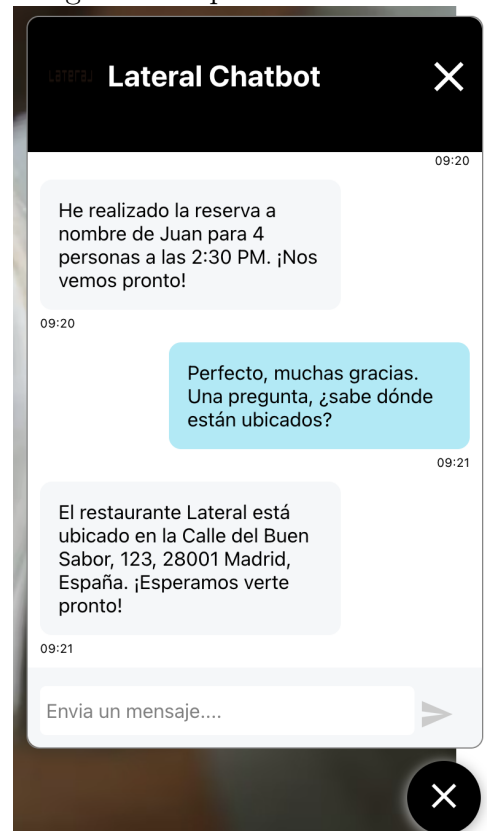 Lateral Lateral Chatbot
09:20
He realizado la reserva a
nombre de Juan para 4
personas a las 2:30 PM. ¡Nos
vemos pronto!
09:20
Perfecto, muchas gracias.
Una pregunta, ¿sabe dónde
están ubicados?
09:21
El restaurante Lateral está
ubicado en la Calle del Buen
Sabor, 123, 28001 Madrid,
España. ¡Esperamos verte
pronto!
09:21
Envia un mensaje....